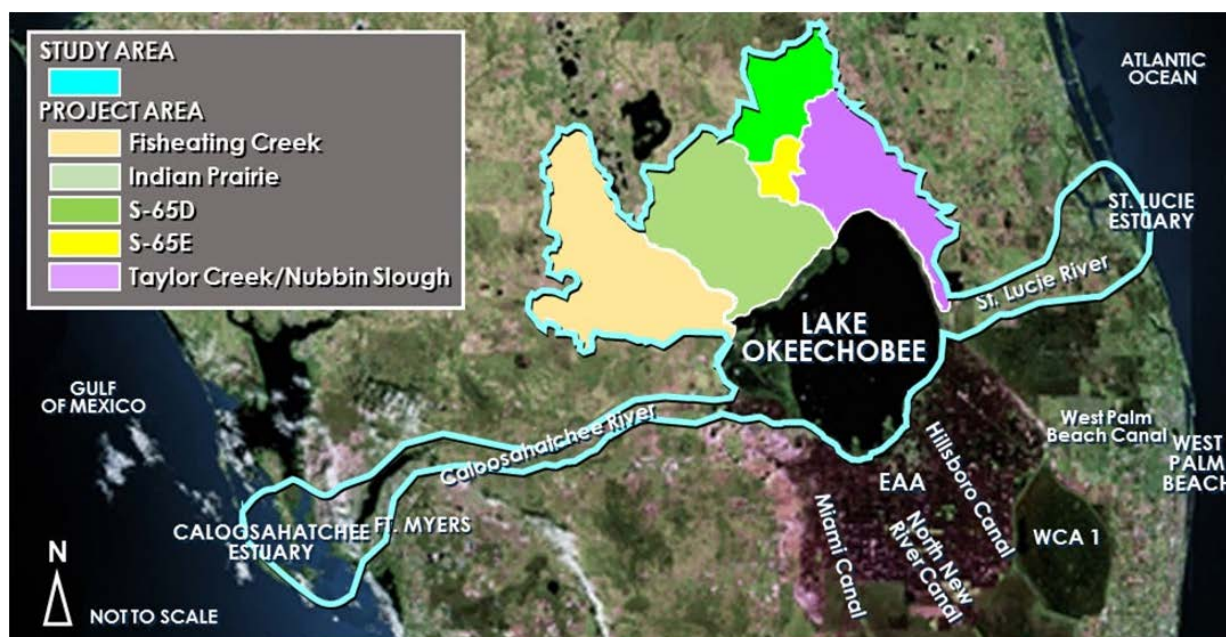 STUDY AREA
PROJECT AREA
Fisheating Creek
Indian Prairie
S-65D
S-65E
Taylor Creek/Nubbin Slough
ATLANTIC
OCEAN
ST. LUCIE
ESTUARY
St. Lucie River
LAKE
OKEECHOBEE
GULF
OF MEXICO
Caloosahatchee River
West Palm
Beach Canal
WEST
PALM
BEACH
Hillsboro Canal
EAA
CALOOSAHATCHEE
ESTUARY
FT. MYERS
Miami Canal
North New
River Canal
WCA 1
N
NOT TO SCALE